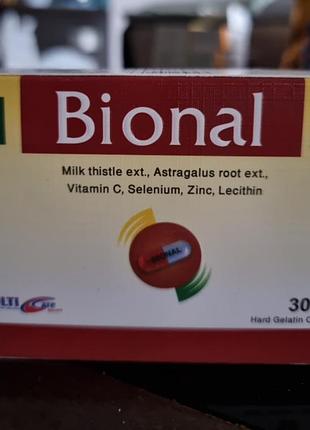 Bional
Milk thistle ext., Astragalus root ext.,
Vitamin C, Selenium, Zinc, Lecithin
BIONAL
30
Hard Gelatin C